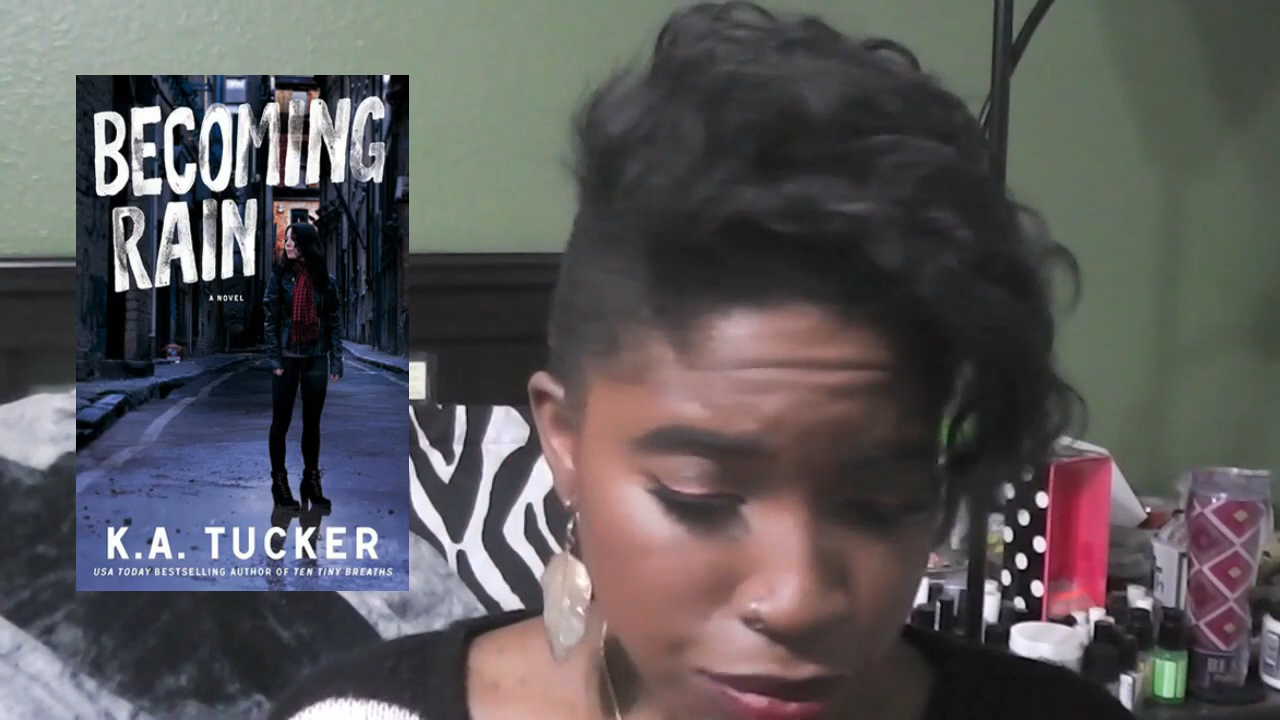 BECOMING
RAIN
A NOVEL
K.A. TUCKER
USA TODAY BESTSELLING AUTHOR OF TEN TINY BREATHS